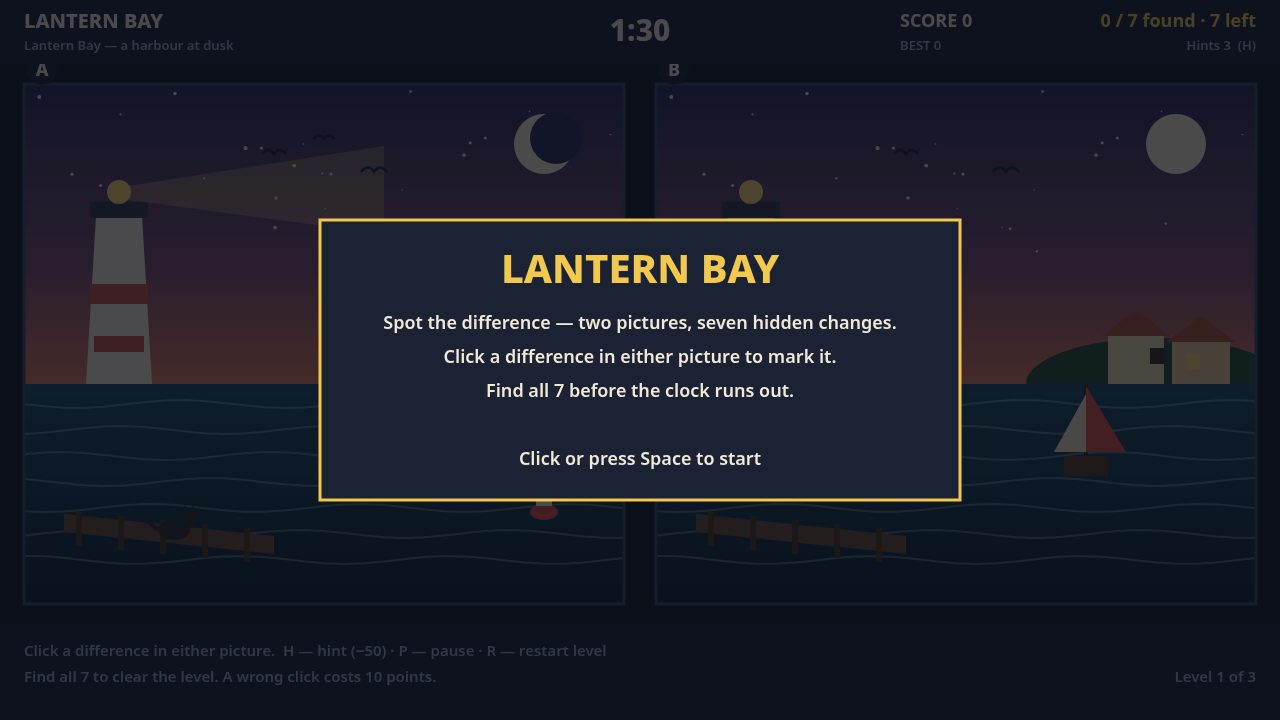 LANTERN BAY
Lantern Bay — a harbour at dusk
1:30
SCORE 0
BEST 0
0 / 7 found · 7 left
Hints 3 (H)
A
B
LANTERN BAY
Spot the difference — two pictures, seven hidden changes.
Click a difference in either picture to mark it.
Find all 7 before the clock runs out.
Click or press Space to start
Click a difference in either picture. H — hint (−50) · P — pause · R — restart level
Find all 7 to clear the level. A wrong click costs 10 points.
Level 1 of 3